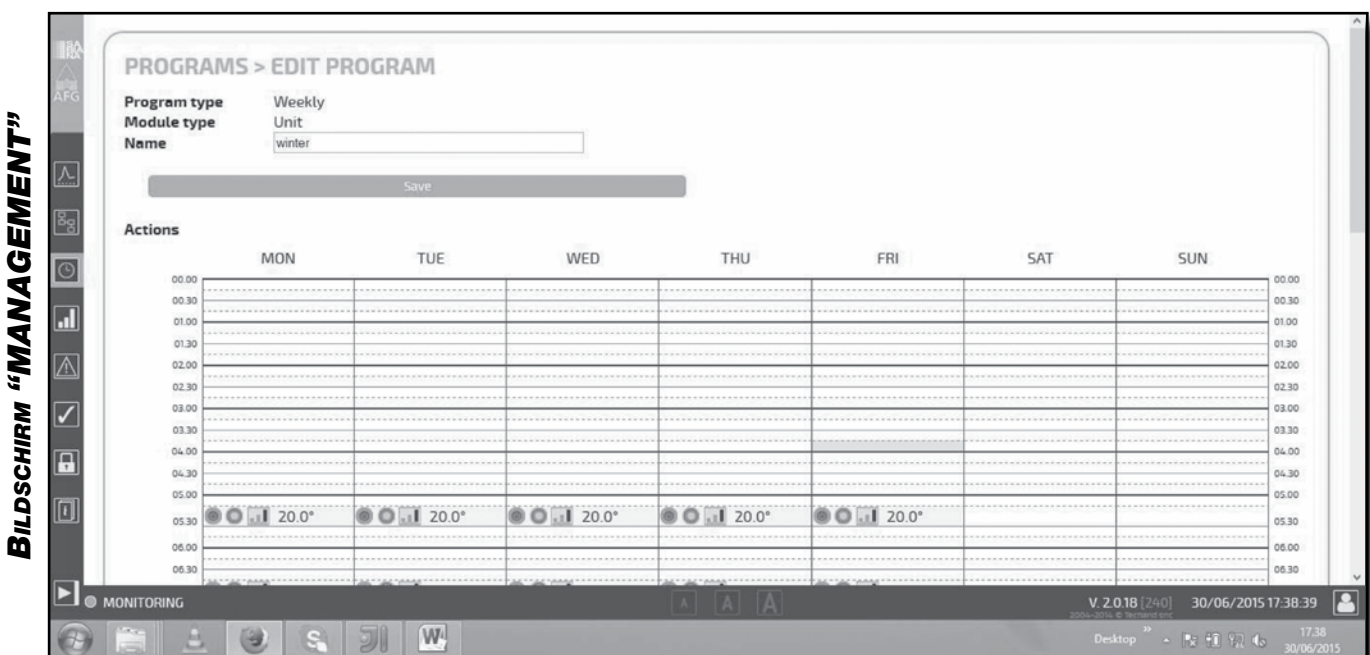 BILDSCHIRM "MANAGEMENT"
AFG
PROGRAMS > EDIT PROGRAM
Program type Weekly
Module type Unit
Name winter
Save
Actions
MON TUE WED THU FRI SAT SUN
00.00 00.00
00.30 00.30
01.00 01.00
01.30 01.30
02.00 02.00
02.30 02.30
03.00 03.00
03.30 03.30
04.00 04.00
04.30 04.30
05.00 05.00
05.30 20.0° 20.0° 20.0° 20.0° 20.0° 05.30
06.00 06.00
06.30 06.30
MONITORING A A A V. 2.0.18 [240] 30/06/2015 17:38:39
Desktop 17.38
30/06/2015